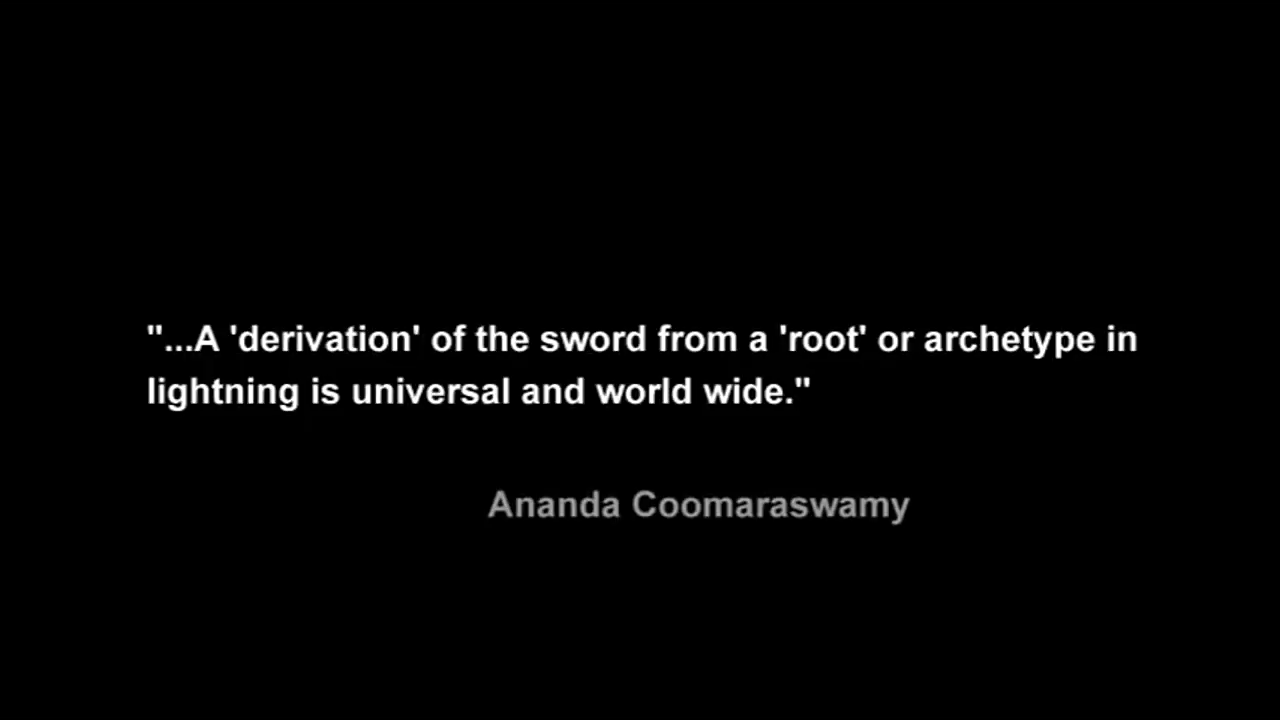 "...A 'derivation' of the sword from a 'root' or archetype in
lightning is universal and world wide."
Ananda Coomaraswamy